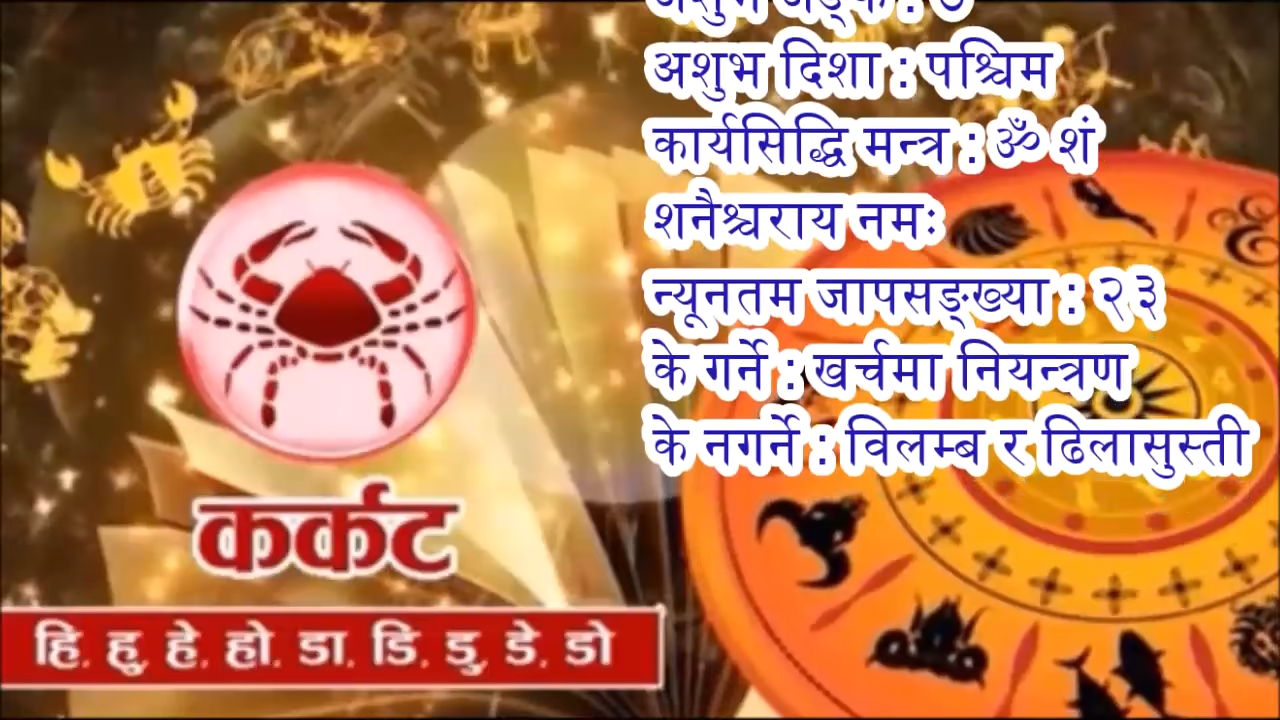 अशुभ दिशा : पश्चिम
कार्यसिद्धि मन्त्र : ॐ शं
शनैश्चराय नमः
न्यूनतम जापसङ्ख्या : २३
के गर्ने : खर्चमा नियन्त्रण
के नगर्ने : विलम्ब र ढिलासुस्ती
कर्कट
हि. हु. हे. हो. डा. डि. डु. डे. डो